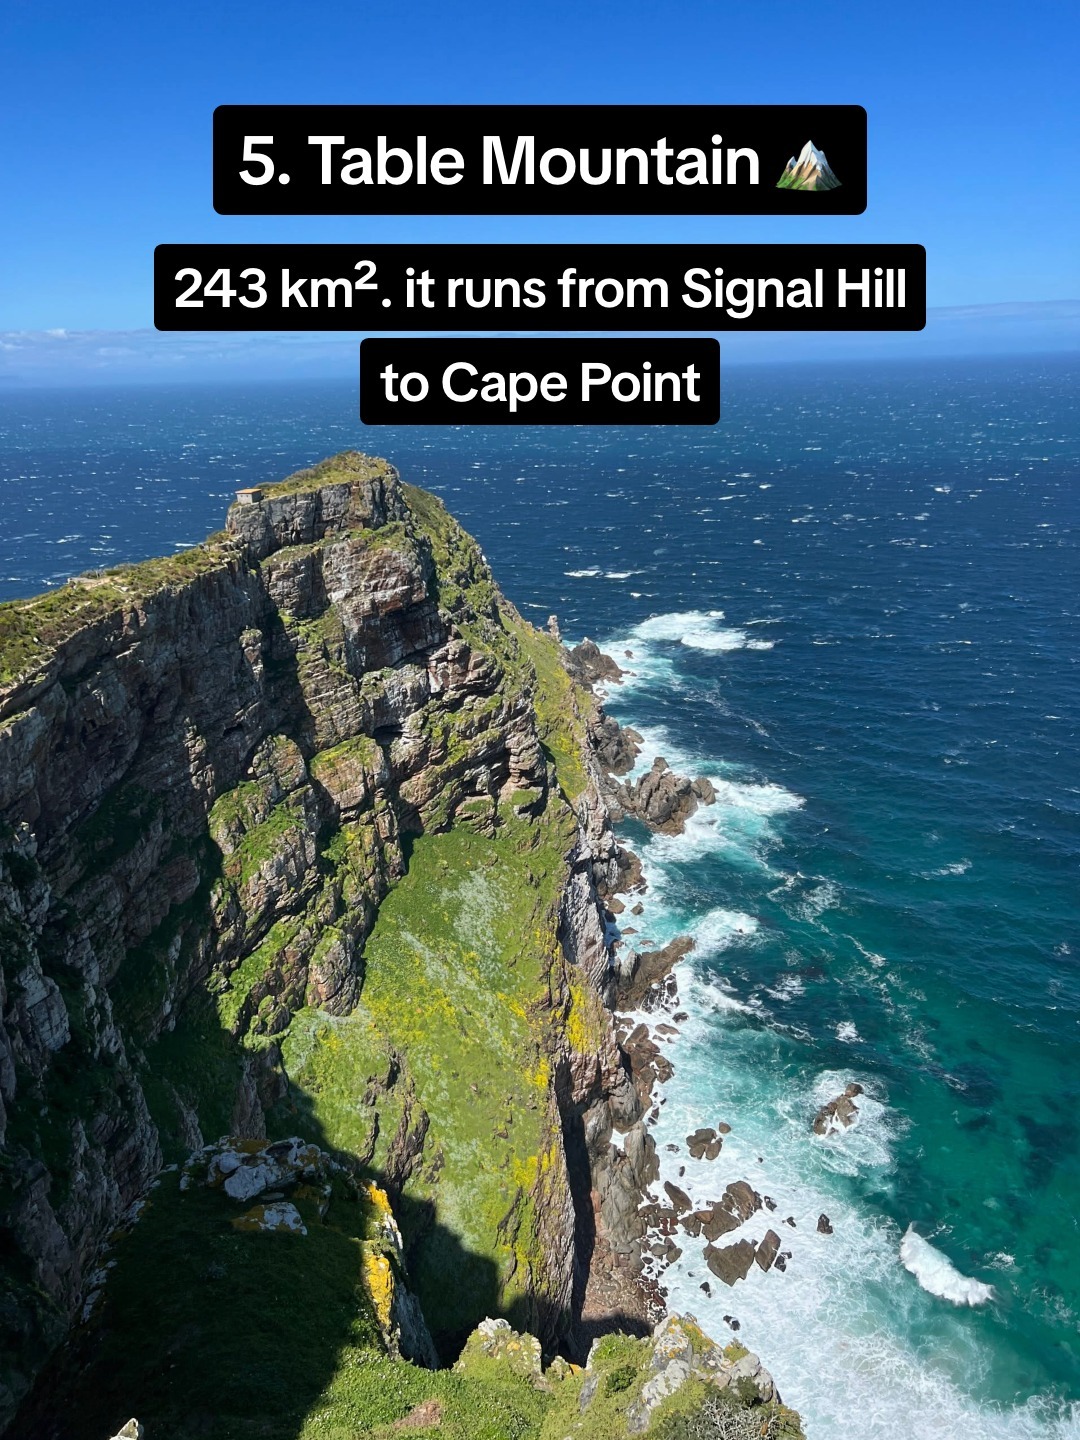 5. Table Mountain ⛰️
243 km². it runs from Signal Hill
to Cape Point